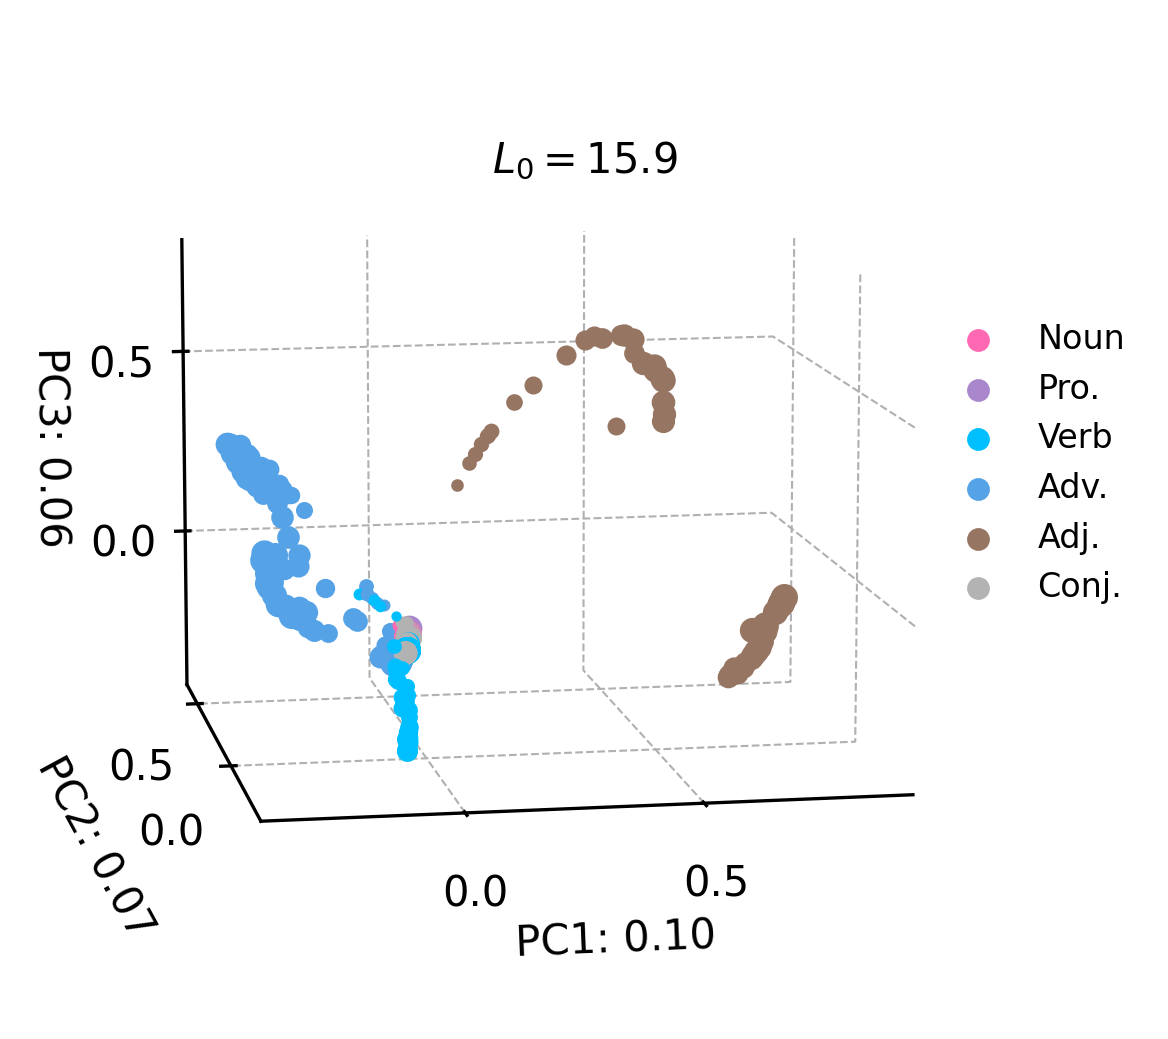 L₀ = 15.9
0.5
0.0
PC3: 0.06
0.5
0.0
PC2: 0.07
0.0
0.5
PC1: 0.10
Noun
Pro.
Verb
Adv.
Adj.
Conj.